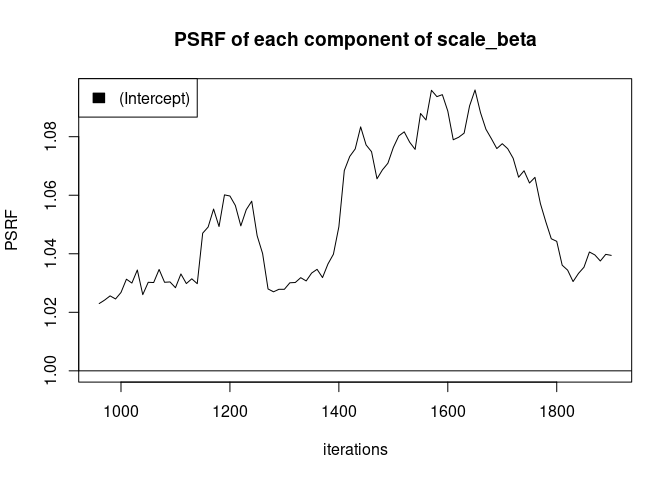 PSRF of each component of scale_beta
(Intercept)
PSRF
1.08
1.06
1.04
1.02
1.00
1000 1200 1400 1600 1800
iterations